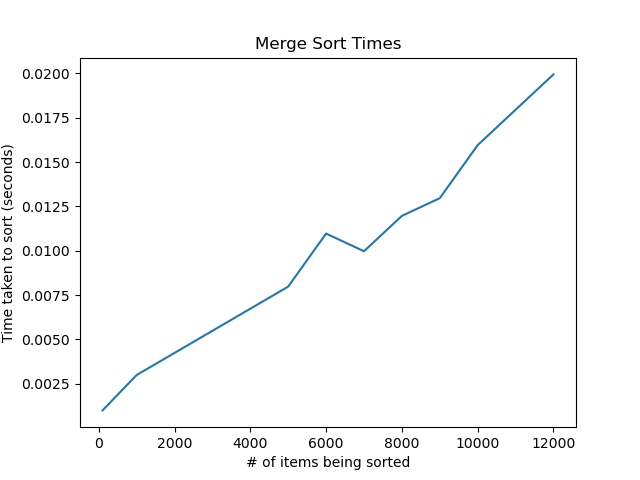 Merge Sort Times
Time taken to sort (seconds)
0.0200
0.0175
0.0150
0.0125
0.0100
0.0075
0.0050
0.0025
0 2000 4000 6000 8000 10000 12000
# of items being sorted